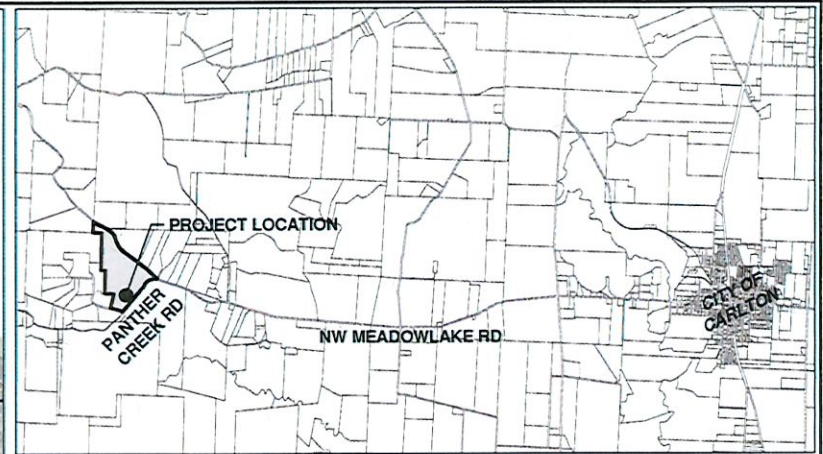 PROJECT LOCATION
PANTHER
CREEK RD
NW MEADOWLAKE RD
CITY OF
CARLTON